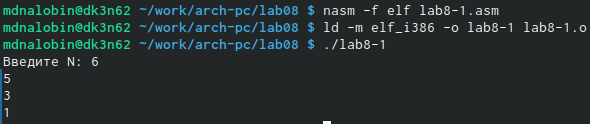 mdnalobin@dk3n62 ~/work/arch-pc/lab08 $ nasm -f elf lab8-1.asm
mdnalobin@dk3n62 ~/work/arch-pc/lab08 $ ld -m elf_i386 -o lab8-1 lab8-1.o
mdnalobin@dk3n62 ~/work/arch-pc/lab08 $ ./lab8-1
Введите N: 6
5
3
1